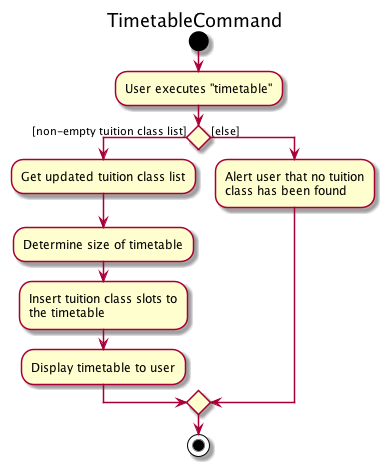 TimetableCommand
User executes "timetable"
[non-empty tuition class list]
[else]
Get updated tuition class list
Alert user that no tuition
class has been found
Determine size of timetable
Insert tuition class slots to
the timetable
Display timetable to user